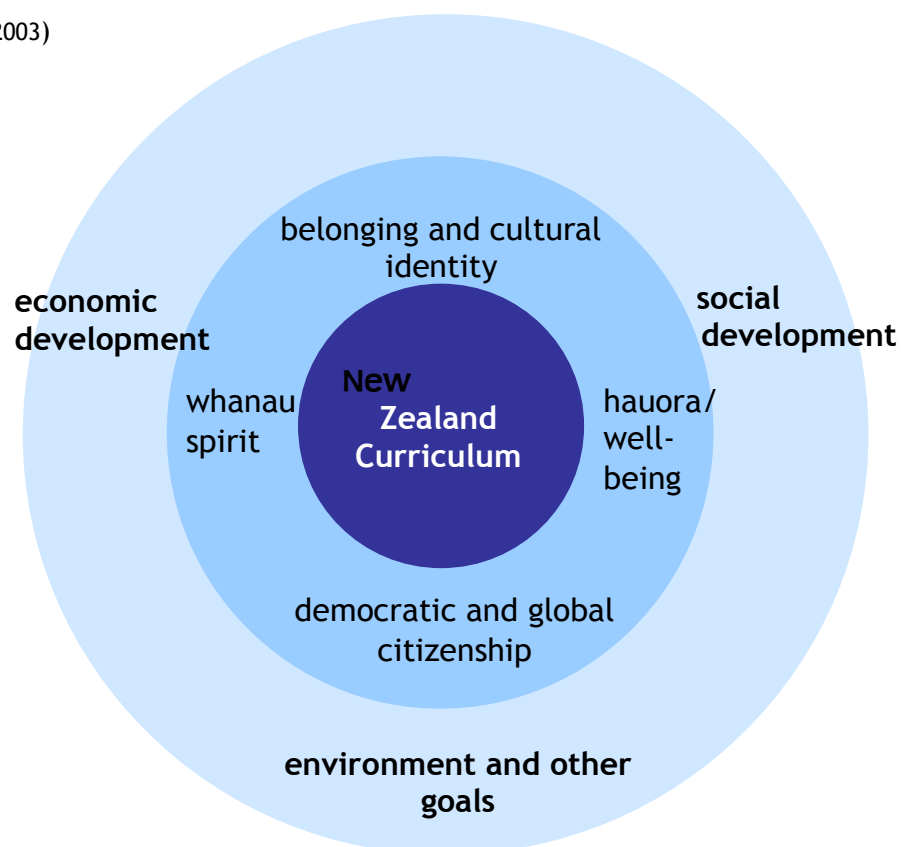 2003)
belonging and cultural
identity
economic
development
social
development
whanau
spirit
New
Zealand
Curriculum
hauora/
well-
being
democratic and global
citizenship
environment and other
goals